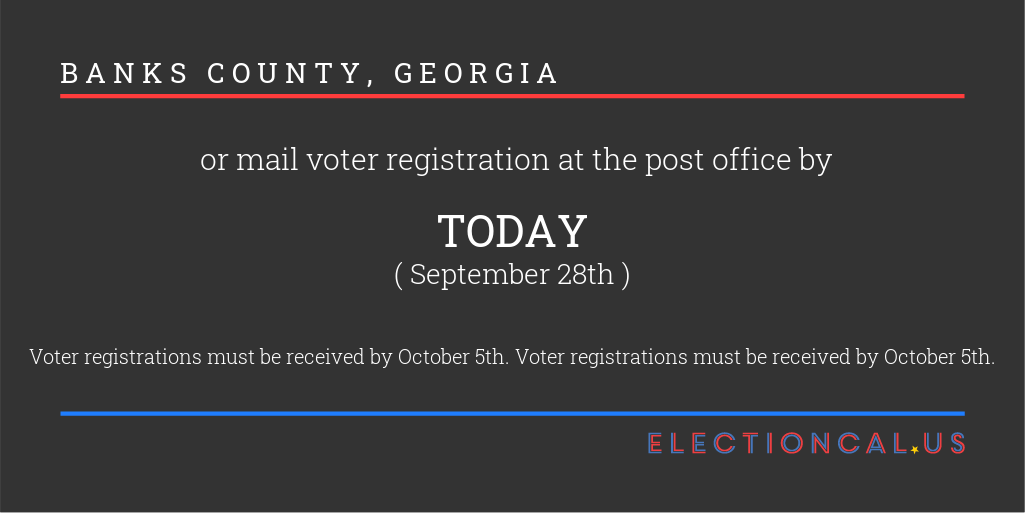 BANKS COUNTY, GEORGIA
or mail voter registration at the post office by
TODAY
( September 28th )
Voter registrations must be received by October 5th. Voter registrations must be received by October 5th.
ELECTIONCAL.US